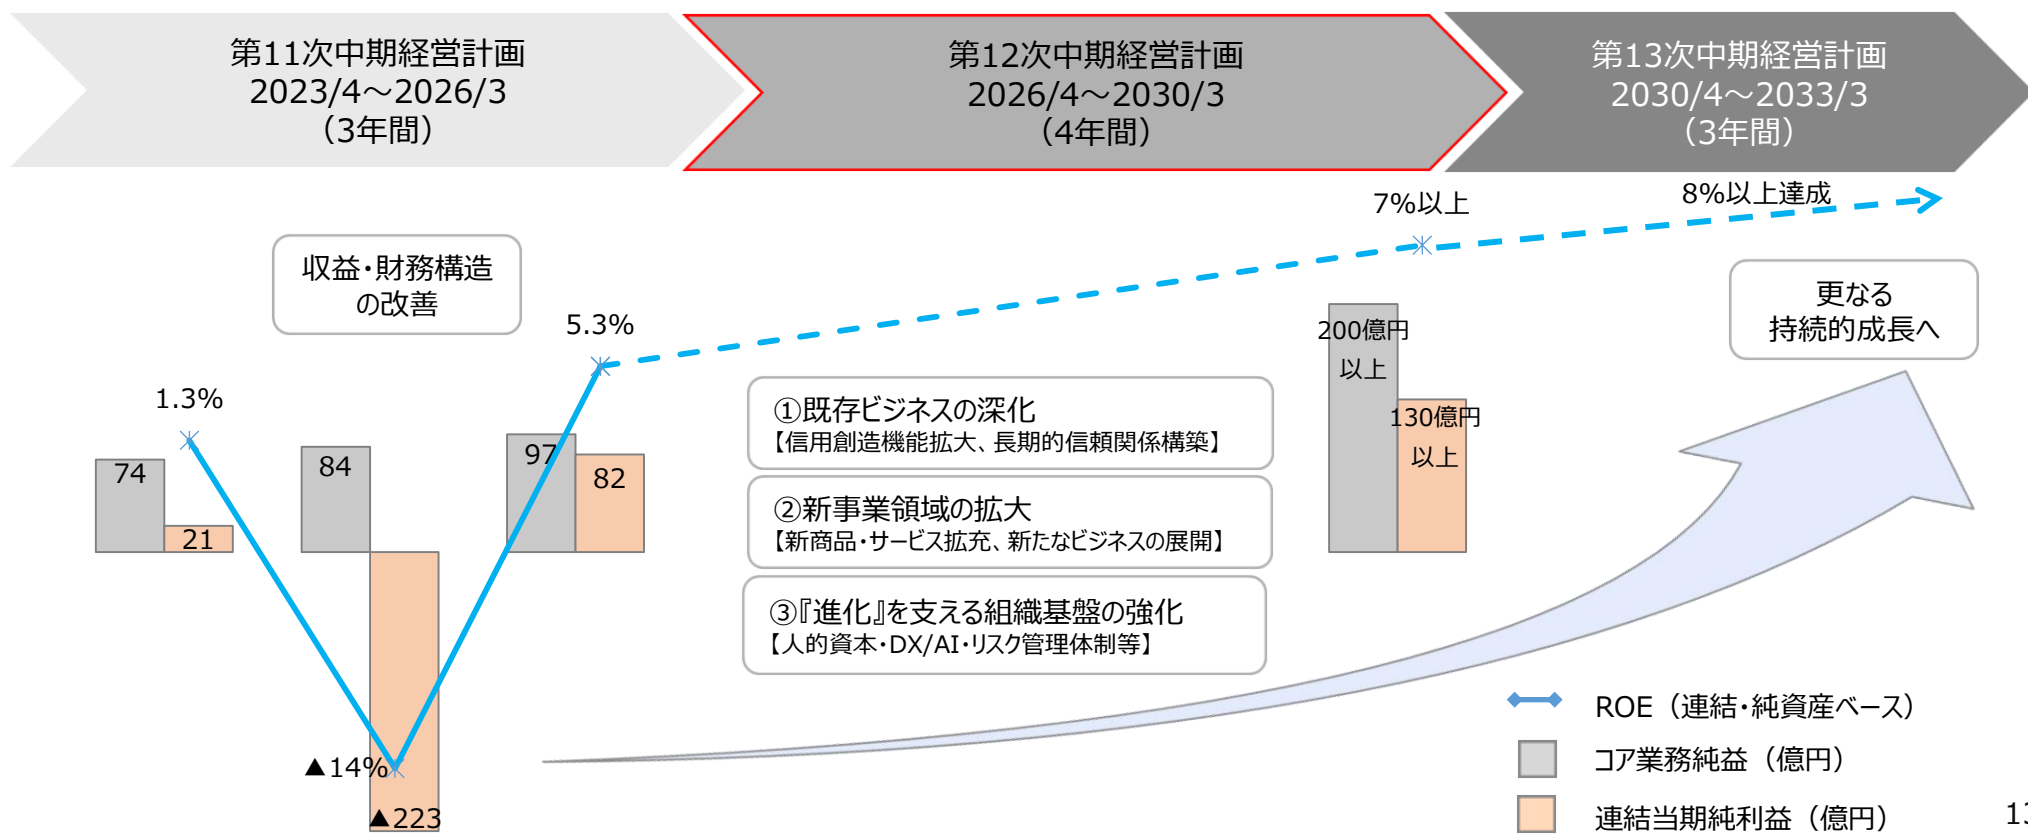 第11次中期経営計画
2023/4～2026/3
（3年間）
第12次中期経営計画
2026/4～2030/3
（4年間）
第13次中期経営計画
2030/4～2033/3
（3年間）
7%以上
8%以上達成
収益・財務構造
の改善
更なる
持続的成長へ
5.3%
1.3%
200億円
以上
130億円
以上
①既存ビジネスの深化
【信用創造機能拡大、長期的信頼関係構築】
74
21
84
97
82
②新事業領域の拡大
【新商品・サービス拡充、新たなビジネスの展開】
③『進化』を支える組織基盤の強化
【人的資本・DX/AI・リスク管理体制等】
▲14%
▲223
ROE（連結・純資産ベース）
コア業務純益（億円）
連結当期純利益（億円）